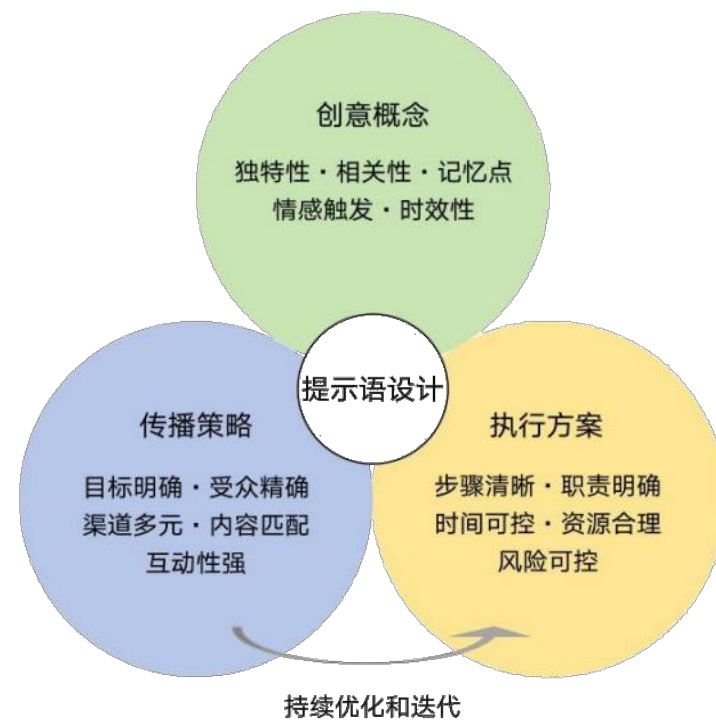 创意概念
独特性·相关性·记忆点
情感触发·时效性
提示语设计
传播策略
目标明确·受众精确
渠道多元·内容匹配
互动性强
执行方案
步骤清晰·职责明确
时间可控·资源合理
风险可控
持续优化和迭代